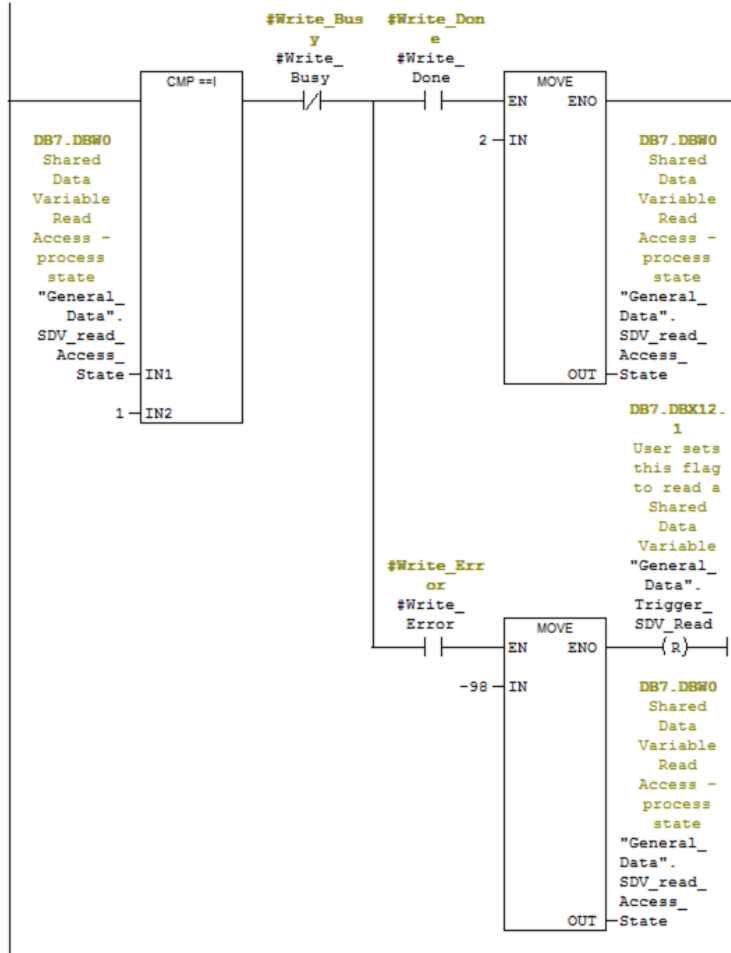 #Write_Bus
y
#Write_
Busy
#Write_Don
e
#Write_
Done
CMP ==I
MOVE
EN ENO
2 IN
DB7.DBW0
Shared
Data
Variable
Read
Access -
process
state
"General_
Data".
SDV_read_
Access_
State IN1
1 IN2
DB7.DBW0
Shared
Data
Variable
Read
Access -
process
state
"General_
Data".
SDV_read_
Access_
OUT State
DB7.DBX12.
1
User sets
this flag
to read a
Shared
Data
Variable
"General_
Data".
Trigger_
SDV_Read
(R)
#Write_Err
or
#Write_
Error
MOVE
EN ENO
-98 IN
DB7.DBW0
Shared
Data
Variable
Read
Access -
process
state
"General_
Data".
SDV_read_
Access_
OUT State